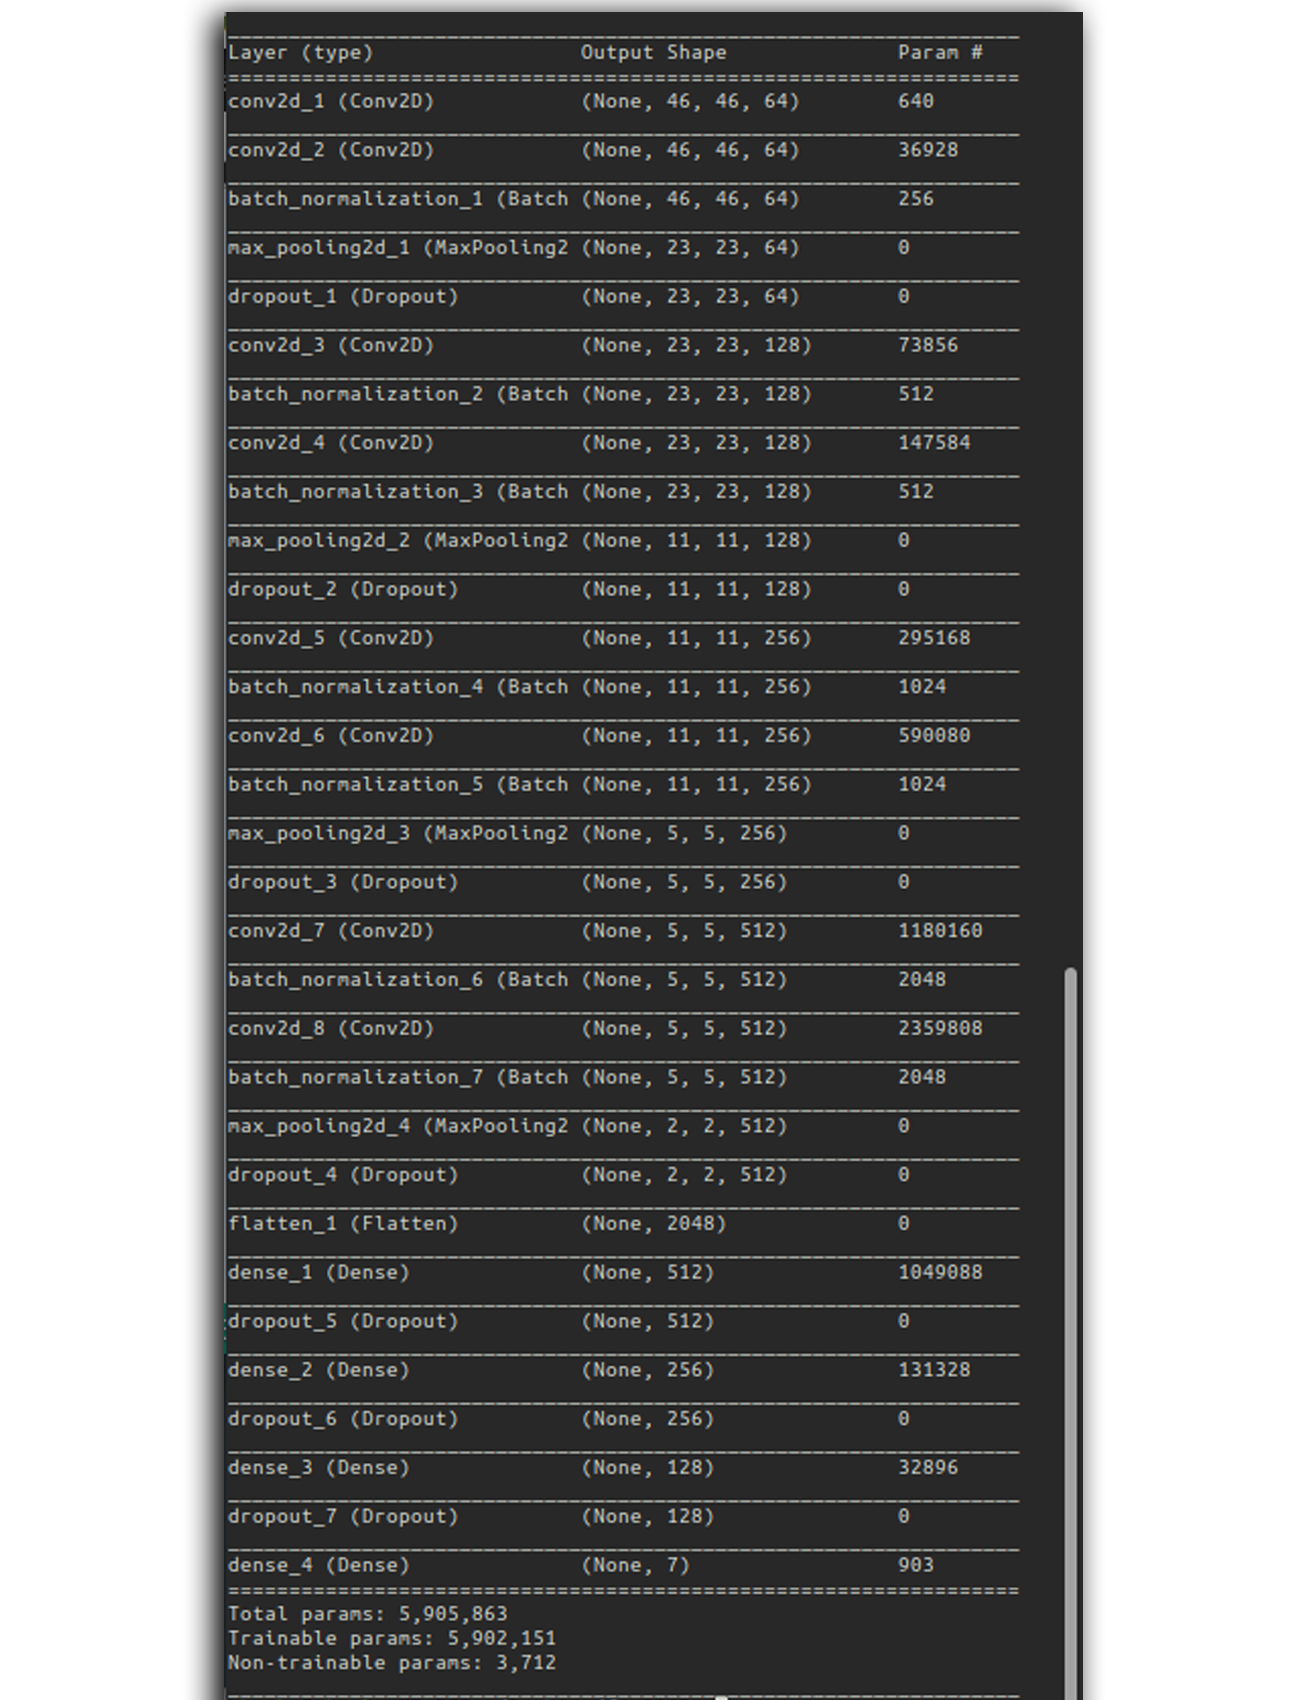 Layer (type) Output Shape Param #
conv2d_1 (Conv2D) (None, 46, 46, 64) 640
conv2d_2 (Conv2D) (None, 46, 46, 64) 36928
batch_normalization_1 (Batch (None, 46, 46, 64) 256
max_pooling2d_1 (MaxPooling2 (None, 23, 23, 64) 0
dropout_1 (Dropout) (None, 23, 23, 64) 0
conv2d_3 (Conv2D) (None, 23, 23, 128) 73856
batch_normalization_2 (Batch (None, 23, 23, 128) 512
conv2d_4 (Conv2D) (None, 23, 23, 128) 147584
batch_normalization_3 (Batch (None, 23, 23, 128) 512
max_pooling2d_2 (MaxPooling2 (None, 11, 11, 128) 0
dropout_2 (Dropout) (None, 11, 11, 128) 0
conv2d_5 (Conv2D) (None, 11, 11, 256) 295168
batch_normalization_4 (Batch (None, 11, 11, 256) 1024
conv2d_6 (Conv2D) (None, 11, 11, 256) 590080
batch_normalization_5 (Batch (None, 11, 11, 256) 1024
max_pooling2d_3 (MaxPooling2 (None, 5, 5, 256) 0
dropout_3 (Dropout) (None, 5, 5, 256) 0
conv2d_7 (Conv2D) (None, 5, 5, 512) 1180160
batch_normalization_6 (Batch (None, 5, 5, 512) 2048
conv2d_8 (Conv2D) (None, 5, 5, 512) 2359808
batch_normalization_7 (Batch (None, 5, 5, 512) 2048
max_pooling2d_4 (MaxPooling2 (None, 2, 2, 512) 0
dropout_4 (Dropout) (None, 2, 2, 512) 0
flatten_1 (Flatten) (None, 2048) 0
dense_1 (Dense) (None, 512) 1049088
dropout_5 (Dropout) (None, 512) 0
dense_2 (Dense) (None, 256) 131328
dropout_6 (Dropout) (None, 256) 0
dense_3 (Dense) (None, 128) 32896
dropout_7 (Dropout) (None, 128) 0
dense_4 (Dense) (None, 7) 903
Total params: 5,905,863
Trainable params: 5,902,151
Non-trainable params: 3,712